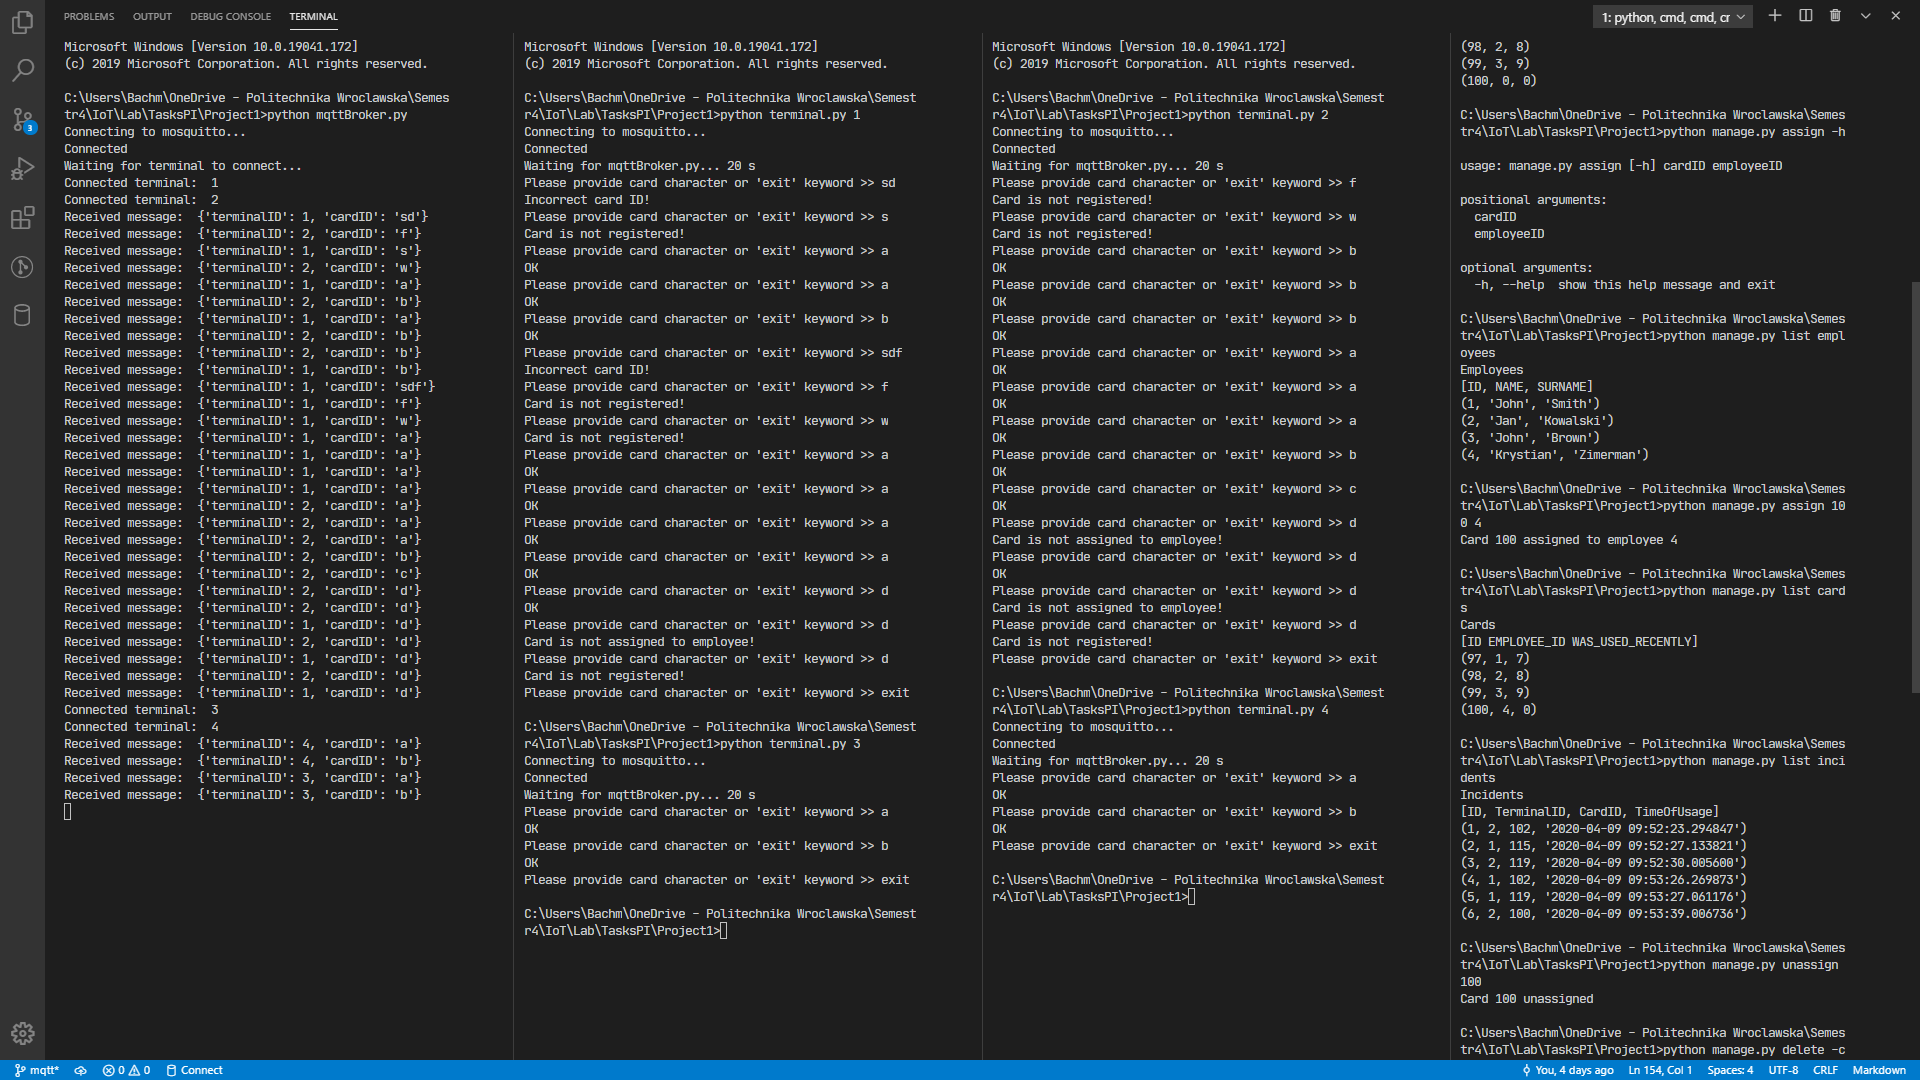 PROBLEMS OUTPUT DEBUG CONSOLE TERMINAL
1: python, cmd, cmd, cr
3
Microsoft Windows [Version 10.0.19041.172]
(c) 2019 Microsoft Corporation. All rights reserved.
C:\Users\Bachm\OneDrive - Politechnika Wroclawska\Semes
tr4\IoT\Lab\TasksPI\Project1>python mqttBroker.py
Connecting to mosquitto...
Connected
Waiting for terminal to connect...
Connected terminal:  1
Connected terminal:  2
Received message:  {'terminalID': 1, 'cardID': 'sd'}
Received message:  {'terminalID': 2, 'cardID': 'f'}
Received message:  {'terminalID': 1, 'cardID': 's'}
Received message:  {'terminalID': 2, 'cardID': 'w'}
Received message:  {'terminalID': 1, 'cardID': 'a'}
Received message:  {'terminalID': 2, 'cardID': 'b'}
Received message:  {'terminalID': 1, 'cardID': 'a'}
Received message:  {'terminalID': 2, 'cardID': 'b'}
Received message:  {'terminalID': 2, 'cardID': 'b'}
Received message:  {'terminalID': 1, 'cardID': 'b'}
Received message:  {'terminalID': 1, 'cardID': 'sdf'}
Received message:  {'terminalID': 1, 'cardID': 'f'}
Received message:  {'terminalID': 1, 'cardID': 'w'}
Received message:  {'terminalID': 1, 'cardID': 'a'}
Received message:  {'terminalID': 1, 'cardID': 'a'}
Received message:  {'terminalID': 1, 'cardID': 'a'}
Received message:  {'terminalID': 1, 'cardID': 'a'}
Received message:  {'terminalID': 2, 'cardID': 'a'}
Received message:  {'terminalID': 2, 'cardID': 'a'}
Received message:  {'terminalID': 2, 'cardID': 'a'}
Received message:  {'terminalID': 2, 'cardID': 'b'}
Received message:  {'terminalID': 2, 'cardID': 'c'}
Received message:  {'terminalID': 2, 'cardID': 'd'}
Received message:  {'terminalID': 2, 'cardID': 'd'}
Received message:  {'terminalID': 1, 'cardID': 'd'}
Received message:  {'terminalID': 2, 'cardID': 'd'}
Received message:  {'terminalID': 1, 'cardID': 'd'}
Received message:  {'terminalID': 2, 'cardID': 'd'}
Received message:  {'terminalID': 1, 'cardID': 'd'}
Connected terminal:  3
Connected terminal:  4
Received message:  {'terminalID': 4, 'cardID': 'a'}
Received message:  {'terminalID': 4, 'cardID': 'b'}
Received message:  {'terminalID': 3, 'cardID': 'a'}
Received message:  {'terminalID': 3, 'cardID': 'b'}
Microsoft Windows [Version 10.0.19041.172]
(c) 2019 Microsoft Corporation. All rights reserved.
C:\Users\Bachm\OneDrive - Politechnika Wroclawska\Semest
r4\IoT\Lab\TasksPI\Project1>python terminal.py 1
Connecting to mosquitto...
Connected
Waiting for mqttBroker.py... 20 s
Please provide card character or 'exit' keyword >> sd
Incorrect card ID!
Please provide card character or 'exit' keyword >> s
Card is not registered!
Please provide card character or 'exit' keyword >> a
OK
Please provide card character or 'exit' keyword >> a
OK
Please provide card character or 'exit' keyword >> b
OK
Please provide card character or 'exit' keyword >> sdf
Incorrect card ID!
Please provide card character or 'exit' keyword >> f
Card is not registered!
Please provide card character or 'exit' keyword >> w
Card is not registered!
Please provide card character or 'exit' keyword >> a
OK
Please provide card character or 'exit' keyword >> a
OK
Please provide card character or 'exit' keyword >> a
OK
Please provide card character or 'exit' keyword >> a
OK
Please provide card character or 'exit' keyword >> d
OK
Please provide card character or 'exit' keyword >> d
Card is not assigned to employee!
Please provide card character or 'exit' keyword >> d
Card is not registered!
Please provide card character or 'exit' keyword >> exit
C:\Users\Bachm\OneDrive - Politechnika Wroclawska\Semest
r4\IoT\Lab\TasksPI\Project1>python terminal.py 3
Connecting to mosquitto...
Connected
Waiting for mqttBroker.py... 20 s
Please provide card character or 'exit' keyword >> a
OK
Please provide card character or 'exit' keyword >> b
OK
Please provide card character or 'exit' keyword >> exit
C:\Users\Bachm\OneDrive - Politechnika Wroclawska\Semest
r4\IoT\Lab\TasksPI\Project1>
Microsoft Windows [Version 10.0.19041.172]
(c) 2019 Microsoft Corporation. All rights reserved.
C:\Users\Bachm\OneDrive - Politechnika Wroclawska\Semest
r4\IoT\Lab\TasksPI\Project1>python terminal.py 2
Connecting to mosquitto...
Connected
Waiting for mqttBroker.py... 20 s
Please provide card character or 'exit' keyword >> f
Card is not registered!
Please provide card character or 'exit' keyword >> w
Card is not registered!
Please provide card character or 'exit' keyword >> b
OK
Please provide card character or 'exit' keyword >> b
OK
Please provide card character or 'exit' keyword >> b
OK
Please provide card character or 'exit' keyword >> a
OK
Please provide card character or 'exit' keyword >> a
OK
Please provide card character or 'exit' keyword >> a
OK
Please provide card character or 'exit' keyword >> b
OK
Please provide card character or 'exit' keyword >> c
OK
Please provide card character or 'exit' keyword >> d
Card is not assigned to employee!
Please provide card character or 'exit' keyword >> d
OK
Please provide card character or 'exit' keyword >> d
Card is not assigned to employee!
Please provide card character or 'exit' keyword >> d
Card is not registered!
Please provide card character or 'exit' keyword >> exit
C:\Users\Bachm\OneDrive - Politechnika Wroclawska\Semest
r4\IoT\Lab\TasksPI\Project1>python terminal.py 4
Connecting to mosquitto...
Connected
Waiting for mqttBroker.py... 20 s
Please provide card character or 'exit' keyword >> a
OK
Please provide card character or 'exit' keyword >> b
OK
Please provide card character or 'exit' keyword >> exit
C:\Users\Bachm\OneDrive - Politechnika Wroclawska\Semest
r4\IoT\Lab\TasksPI\Project1>
(98, 2, 8)
(99, 3, 9)
(100, 0, 0)
C:\Users\Bachm\OneDrive - Politechnika Wroclawska\Semes
tr4\IoT\Lab\TasksPI\Project1>python manage.py assign -h
usage: manage.py assign [-h] cardID employeeID
positional arguments:
cardID
employeeID
optional arguments:
-h, --help  show this help message and exit
C:\Users\Bachm\OneDrive - Politechnika Wroclawska\Semes
tr4\IoT\Lab\TasksPI\Project1>python manage.py list empl
oyees
Employees
[ID, NAME, SURNAME]
(1, 'John', 'Smith')
(2, 'Jan', 'Kowalski')
(3, 'John', 'Brown')
(4, 'Krystian', 'Zimerman')
C:\Users\Bachm\OneDrive - Politechnika Wroclawska\Semes
tr4\IoT\Lab\TasksPI\Project1>python manage.py assign 10
0 4
Card 100 assigned to employee 4
C:\Users\Bachm\OneDrive - Politechnika Wroclawska\Semes
tr4\IoT\Lab\TasksPI\Project1>python manage.py list card
s
Cards
[ID EMPLOYEE_ID WAS_USED_RECENTLY]
(97, 1, 7)
(98, 2, 8)
(99, 3, 9)
(100, 4, 0)
C:\Users\Bachm\OneDrive - Politechnika Wroclawska\Semes
tr4\IoT\Lab\TasksPI\Project1>python manage.py list inci
dents
Incidents
[ID, TerminalID, CardID, TimeOfUsage]
(1, 2, 102, '2020-04-09 09:52:23.294847')
(2, 1, 115, '2020-04-09 09:52:27.133821')
(3, 2, 119, '2020-04-09 09:52:30.005600')
(4, 1, 102, '2020-04-09 09:53:26.269873')
(5, 1, 119, '2020-04-09 09:53:27.061176')
(6, 2, 100, '2020-04-09 09:53:39.006736')
C:\Users\Bachm\OneDrive - Politechnika Wroclawska\Semes
tr4\IoT\Lab\TasksPI\Project1>python manage.py unassign
100
Card 100 unassigned
C:\Users\Bachm\OneDrive - Politechnika Wroclawska\Semes
tr4\IoT\Lab\TasksPI\Project1>python manage.py delete -c
mqtt* 0 0 Connect You, 4 days ago Ln 154, Col 1 Spaces: 4 UTF-8 CRLF Markdown